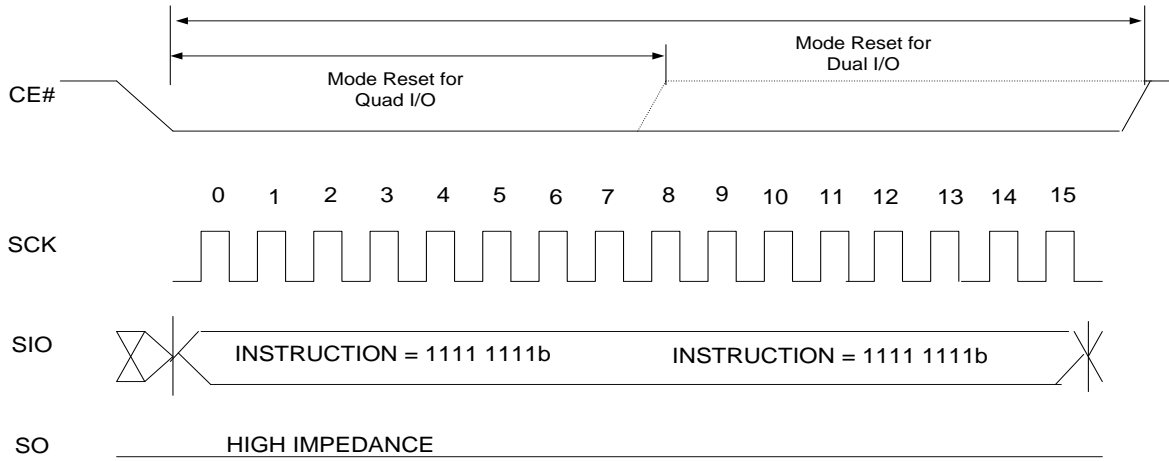 Mode Reset for
Dual I/O
Mode Reset for
Quad I/O
CE#
0 1 2 3 4 5 6 7 8 9 10 11 12 13 14 15
SCK
SIO
INSTRUCTION = 1111 1111b INSTRUCTION = 1111 1111b
SO
HIGH IMPEDANCE